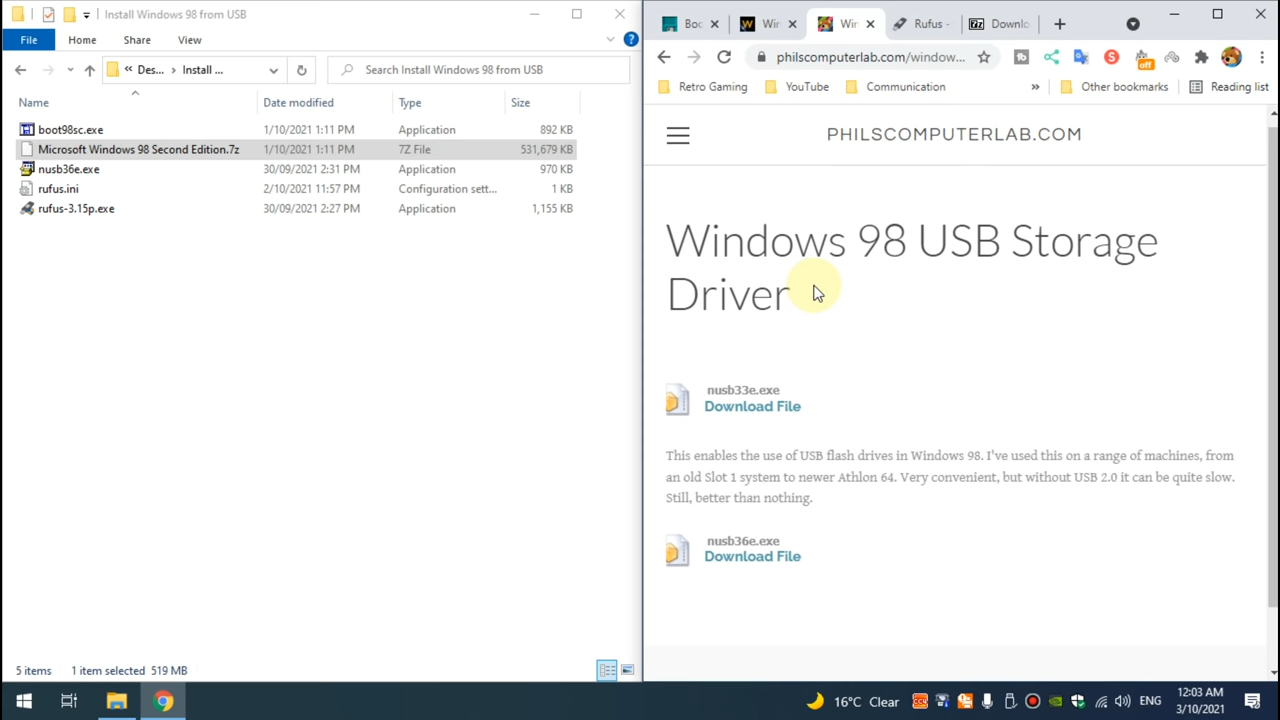 Install Windows 98 from USB
File Home Share View
Des... Install ...
Search Install Windows 98 from USB
Name Date modified Type Size
boot98sc.exe 1/10/2021 1:11 PM Application 892 KB
Microsoft Windows 98 Second Edition.7z 1/10/2021 1:11 PM 7Z File 531,679 KB
nusb36e.exe 30/09/2021 2:31 PM Application 970 KB
rufus.ini 2/10/2021 11:57 PM Configuration sett... 1 KB
rufus-3.15p.exe 30/09/2021 2:27 PM Application 1,155 KB
5 items 1 item selected 519 MB
Boo Win Win Rufus - Downlo
philscomputerlab.com/window...
Retro Gaming YouTube Communication » Other bookmarks Reading list
PHILSCOMPUTERLAB.COM
Windows 98 USB Storage
Driver
nusb33e.exe
Download File
This enables the use of USB flash drives in Windows 98. I've used this on a range of machines, from
an old Slot 1 system to newer Athlon 64. Very convenient, but without USB 2.0 it can be quite slow.
Still, better than nothing.
nusb36e.exe
Download File
16°C Clear ENG 12:03 AM
3/10/2021